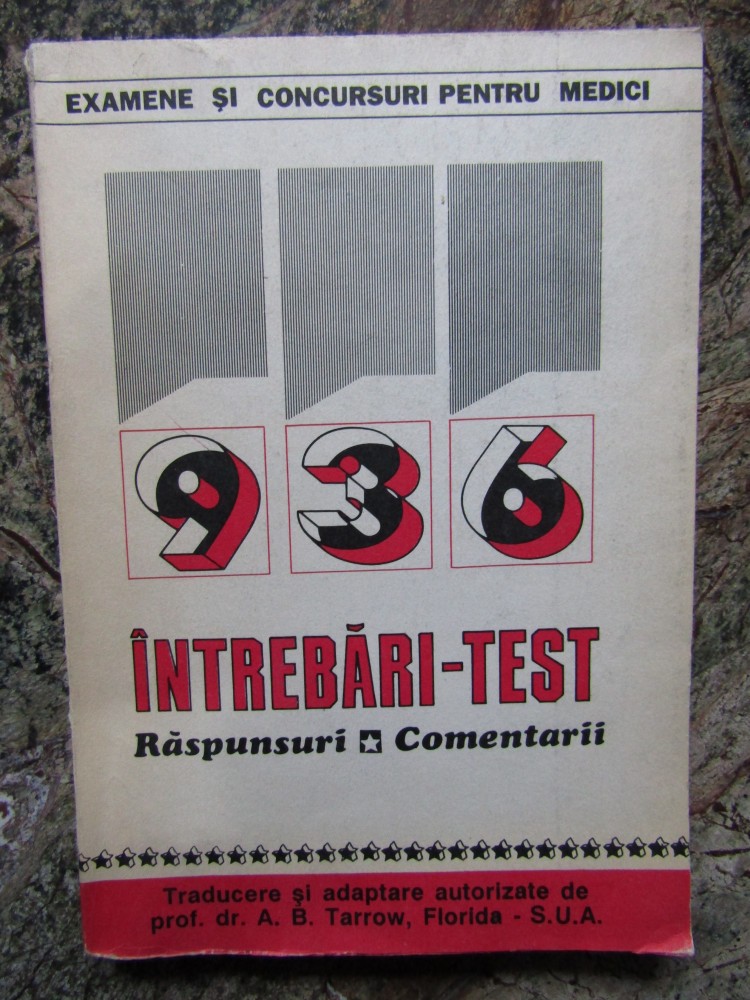 EXAMENE ŞI CONCURSURI PENTRU MEDICI
936
ÎNTREBĂRI-TEST
Răspunsuri Comentarii
Traducere şi adaptare autorizate de
prof. dr. A. B. Tarrow, Florida - S.U.A.